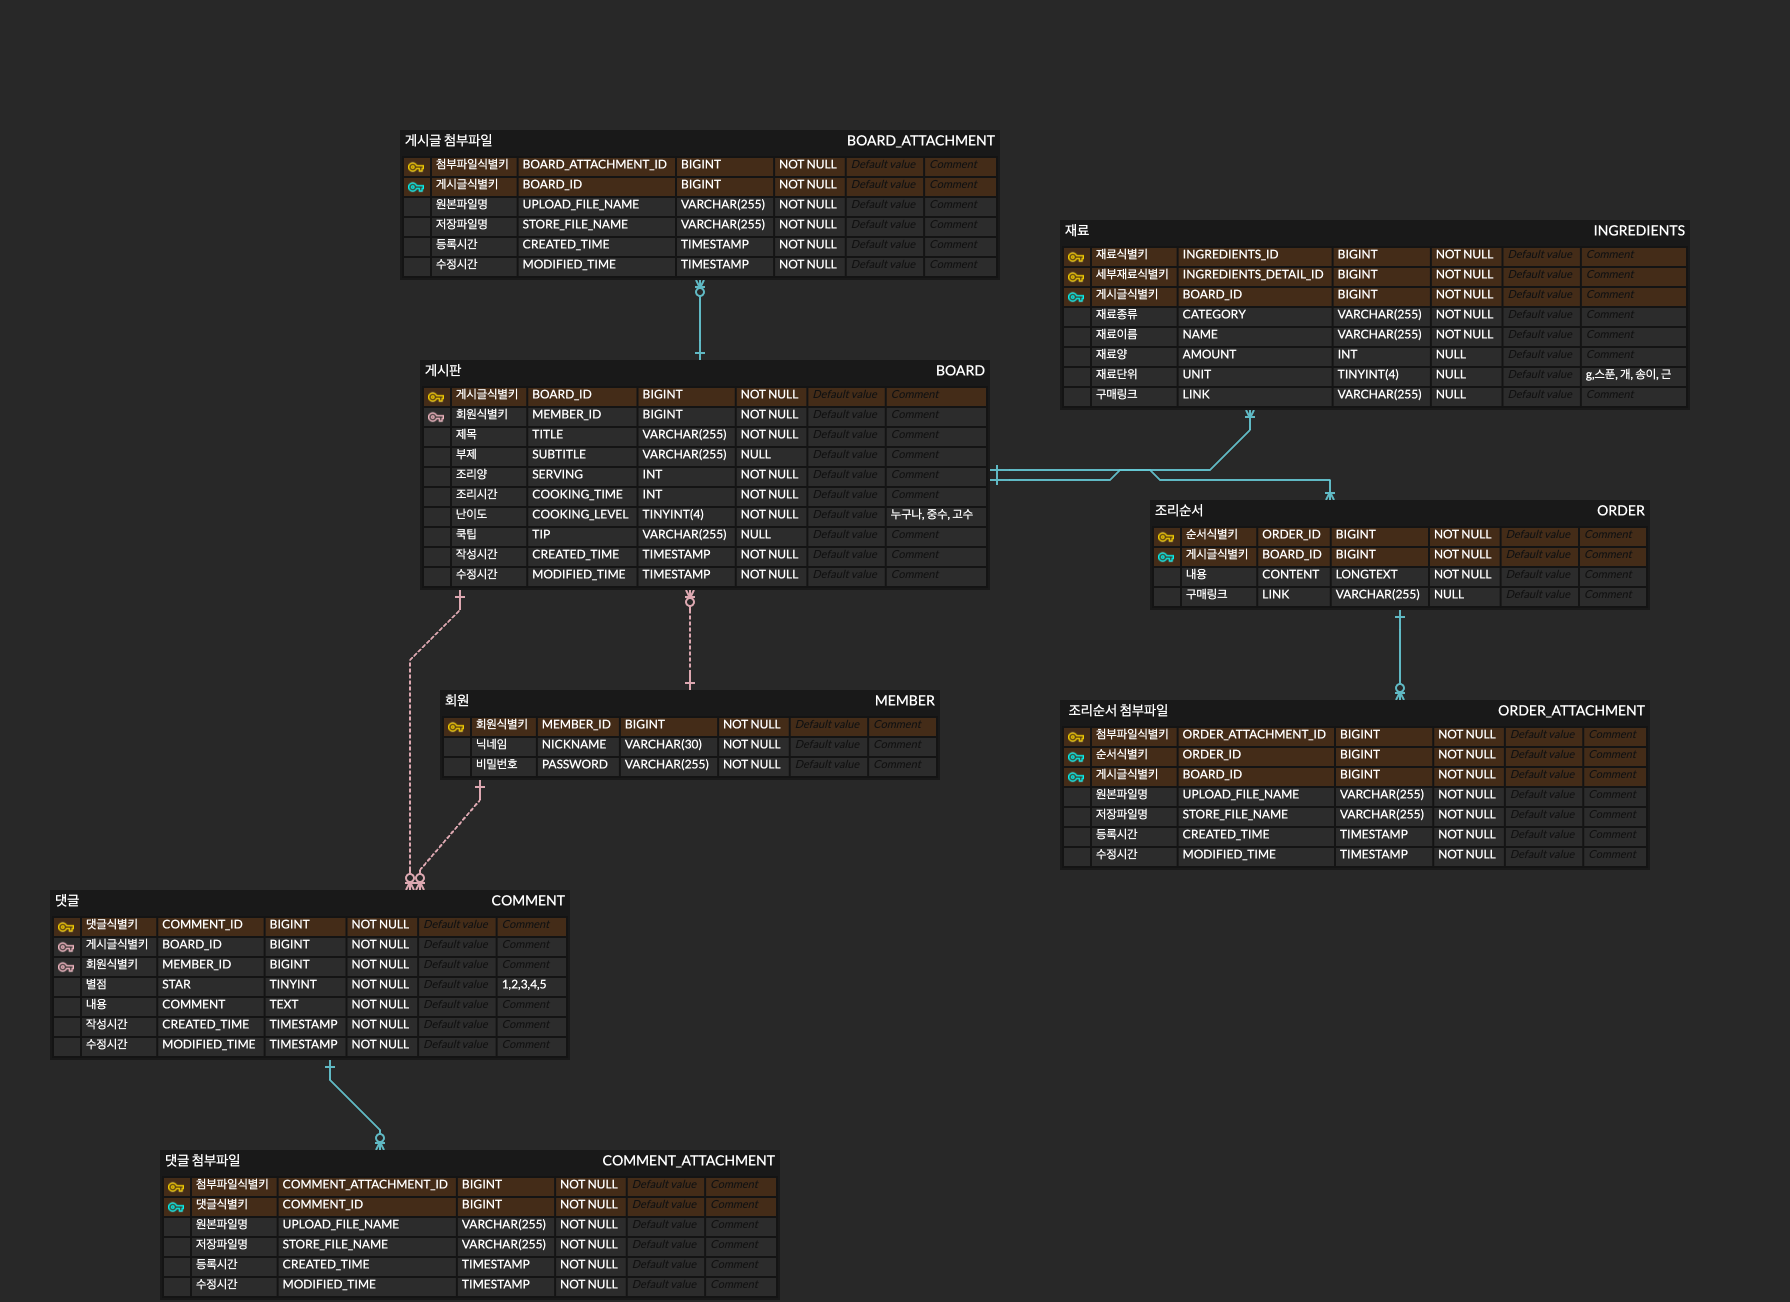 게시글 첨부파일 BOARD_ATTACHMENT
첨부파일식별키 BOARD_ATTACHMENT_ID BIGINT NOT NULL Default value Comment
게시글식별키 BOARD_ID BIGINT NOT NULL Default value Comment
원본파일명 UPLOAD_FILE_NAME VARCHAR(255) NOT NULL Default value Comment
저장파일명 STORE_FILE_NAME VARCHAR(255) NOT NULL Default value Comment
등록시간 CREATED_TIME TIMESTAMP NOT NULL Default value Comment
수정시간 MODIFIED_TIME TIMESTAMP NOT NULL Default value Comment
재료 INGREDIENTS
재료식별키 INGREDIENTS_ID BIGINT NOT NULL Default value Comment
세부재료식별키 INGREDIENTS_DETAIL_ID BIGINT NOT NULL Default value Comment
게시글식별키 BOARD_ID BIGINT NOT NULL Default value Comment
재료종류 CATEGORY VARCHAR(255) NOT NULL Default value Comment
재료이름 NAME VARCHAR(255) NOT NULL Default value Comment
재료양 AMOUNT INT NULL Default value Comment
재료단위 UNIT TINYINT(4) NULL Default value g,스푼, 개, 송이, 근
구매링크 LINK VARCHAR(255) NULL Default value Comment
게시판 BOARD
게시글식별키 BOARD_ID BIGINT NOT NULL Default value Comment
회원식별키 MEMBER_ID BIGINT NOT NULL Default value Comment
제목 TITLE VARCHAR(255) NOT NULL Default value Comment
부제 SUBTITLE VARCHAR(255) NULL Default value Comment
조리양 SERVING INT NOT NULL Default value Comment
조리시간 COOKING_TIME INT NOT NULL Default value Comment
난이도 COOKING_LEVEL TINYINT(4) NOT NULL Default value 누구나, 중수, 고수
쿡팁 TIP VARCHAR(255) NULL Default value Comment
작성시간 CREATED_TIME TIMESTAMP NOT NULL Default value Comment
수정시간 MODIFIED_TIME TIMESTAMP NOT NULL Default value Comment
조리순서 ORDER
순서식별키 ORDER_ID BIGINT NOT NULL Default value Comment
게시글식별키 BOARD_ID BIGINT NOT NULL Default value Comment
내용 CONTENT LONGTEXT NOT NULL Default value Comment
구매링크 LINK VARCHAR(255) NULL Default value Comment
회원 MEMBER
회원식별키 MEMBER_ID BIGINT NOT NULL Default value Comment
닉네임 NICKNAME VARCHAR(30) NOT NULL Default value Comment
비밀번호 PASSWORD VARCHAR(255) NOT NULL Default value Comment
조리순서 첨부파일 ORDER_ATTACHMENT
첨부파일식별키 ORDER_ATTACHMENT_ID BIGINT NOT NULL Default value Comment
순서식별키 ORDER_ID BIGINT NOT NULL Default value Comment
게시글식별키 BOARD_ID BIGINT NOT NULL Default value Comment
원본파일명 UPLOAD_FILE_NAME VARCHAR(255) NOT NULL Default value Comment
저장파일명 STORE_FILE_NAME VARCHAR(255) NOT NULL Default value Comment
등록시간 CREATED_TIME TIMESTAMP NOT NULL Default value Comment
수정시간 MODIFIED_TIME TIMESTAMP NOT NULL Default value Comment
댓글 COMMENT
댓글식별키 COMMENT_ID BIGINT NOT NULL Default value Comment
게시글식별키 BOARD_ID BIGINT NOT NULL Default value Comment
회원식별키 MEMBER_ID BIGINT NOT NULL Default value Comment
별점 STAR TINYINT NOT NULL Default value 1,2,3,4,5
내용 COMMENT TEXT NOT NULL Default value Comment
작성시간 CREATED_TIME TIMESTAMP NOT NULL Default value Comment
수정시간 MODIFIED_TIME TIMESTAMP NOT NULL Default value Comment
댓글 첨부파일 COMMENT_ATTACHMENT
첨부파일식별키 COMMENT_ATTACHMENT_ID BIGINT NOT NULL Default value Comment
댓글식별키 COMMENT_ID BIGINT NOT NULL Default value Comment
원본파일명 UPLOAD_FILE_NAME VARCHAR(255) NOT NULL Default value Comment
저장파일명 STORE_FILE_NAME VARCHAR(255) NOT NULL Default value Comment
등록시간 CREATED_TIME TIMESTAMP NOT NULL Default value Comment
수정시간 MODIFIED_TIME TIMESTAMP NOT NULL Default value Comment